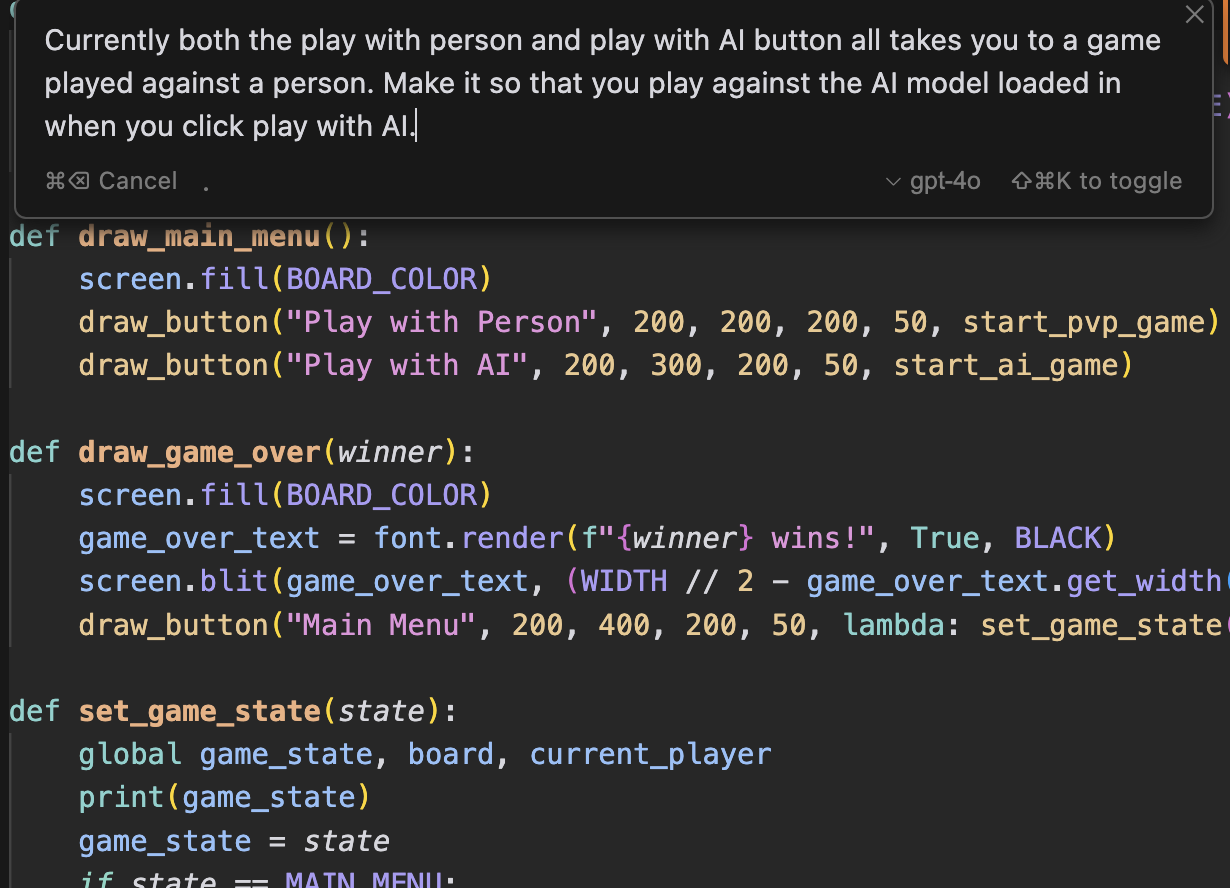 Currently both the play with person and play with AI button all takes you to a game
played against a person. Make it so that you play against the AI model loaded in
when you click play with AI.
⌘⌫ Cancel .
gpt-4o ⇧⌘K to toggle
def draw_main_menu():
screen.fill(BOARD_COLOR)
draw_button("Play with Person", 200, 200, 200, 50, start_pvp_game)
draw_button("Play with AI", 200, 300, 200, 50, start_ai_game)
def draw_game_over(winner):
screen.fill(BOARD_COLOR)
game_over_text = font.render(f"{winner} wins!", True, BLACK)
screen.blit(game_over_text, (WIDTH // 2 - game_over_text.get_width(
draw_button("Main Menu", 200, 400, 200, 50, lambda: set_game_state(
def set_game_state(state):
global game_state, board, current_player
print(game_state)
game_state = state
if state == MAIN_MENU: